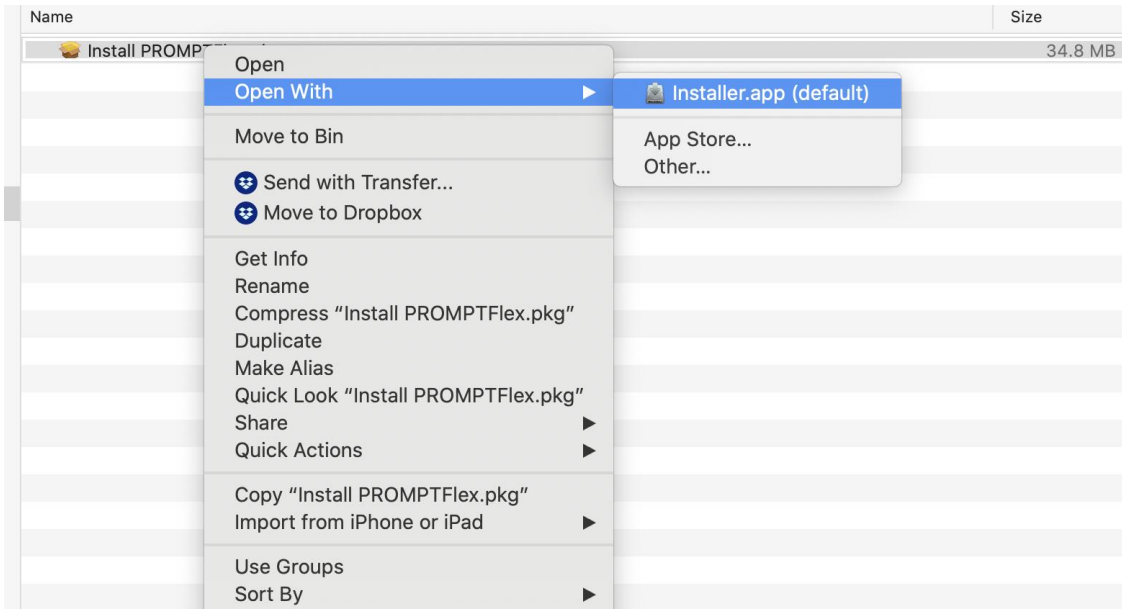 Name Size
Install PROMPT 34.8 MB
Open
Open With
Installer.app (default)
App Store...
Other...
Move to Bin
Send with Transfer...
Move to Dropbox
Get Info
Rename
Compress “Install PROMPTFlex.pkg”
Duplicate
Make Alias
Quick Look “Install PROMPTFlex.pkg”
Share
Quick Actions
Copy “Install PROMPTFlex.pkg”
Import from iPhone or iPad
Use Groups
Sort By